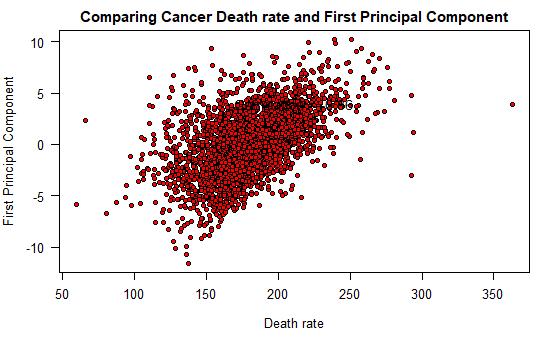 Comparing Cancer Death rate and First Principal Component
First Principal Component
10
5
0
-5
-10
50 100 150 200 250 300 350
Death rate